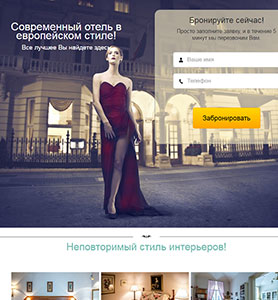 Современный отель в
европейском стиле!
Все лучшее Вы найдете здесь
Бронируйте сейчас!
Просто заполните заявку, и в течение 5
минут мы перезвоним Вам.
Ваше имя
Телефон
Забронировать
Неповторимый стиль интерьеров!